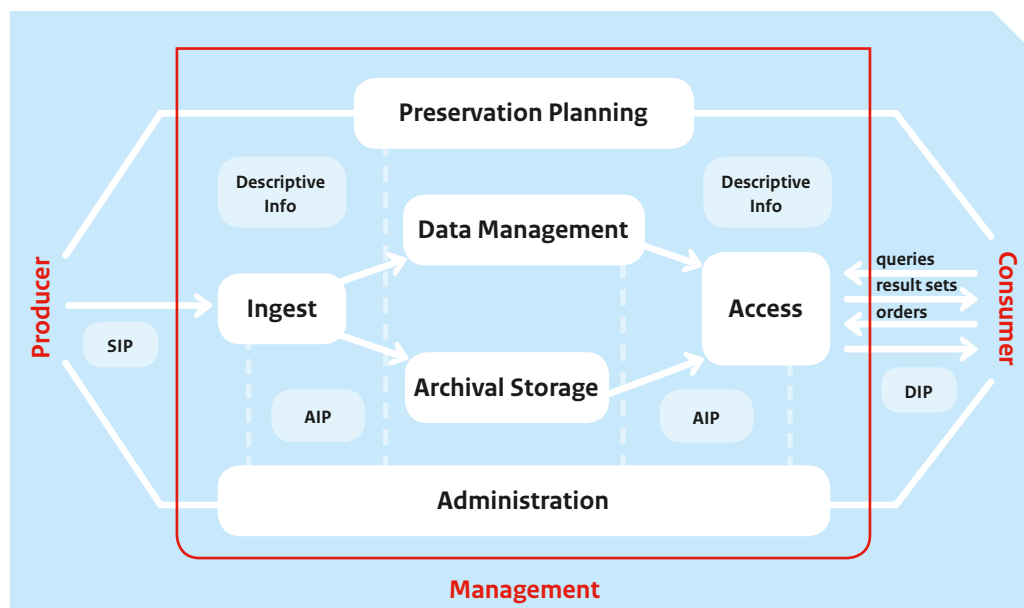 Preservation Planning
Descriptive
Info
Descriptive
Info
Data Management
Producer
SIP
Ingest
Access
queries
result sets
orders
Consumer
DIP
Archival Storage
AIP
AIP
Administration
Management